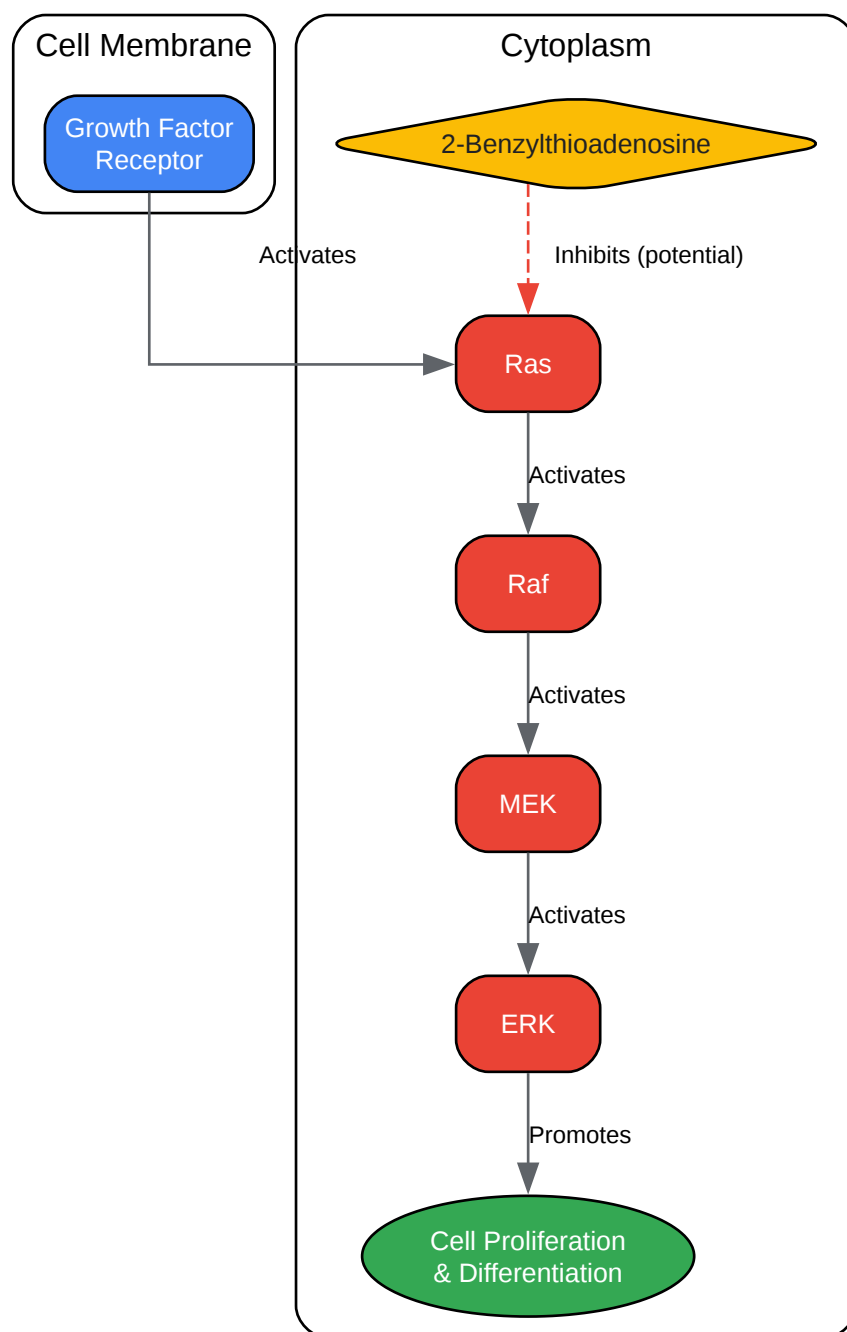 Cell Membrane
Cytoplasm
Growth Factor
Receptor
2-Benzylthioadenosine
Activates
Inhibits (potential)
Ras
Activates
Raf
Activates
MEK
Activates
ERK
Promotes
Cell Proliferation
& Differentiation